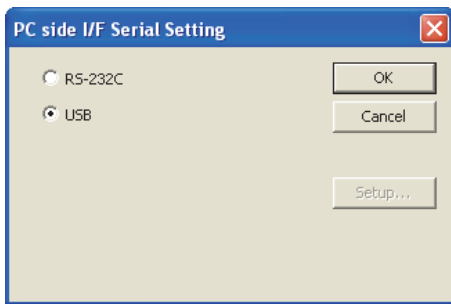 PC side I/F Serial Setting
RS-232C
OK
USB
Cancel
Setup...